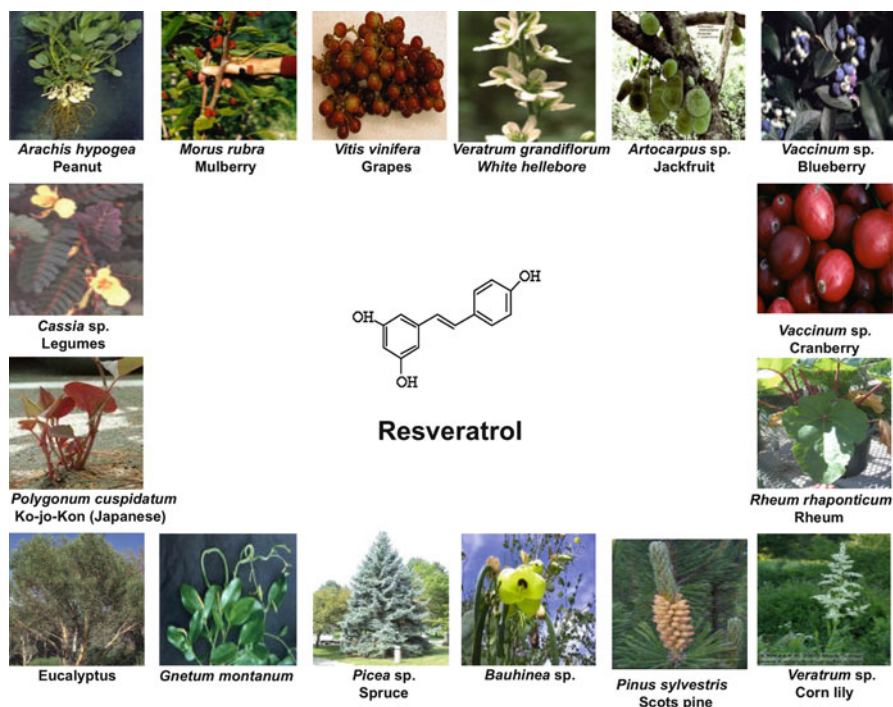 Arachis hypogea
Peanut
Morus rubra
Mulberry
Vitis vinifera
Grapes
Veratrum grandiflorum
White hellebore
Artocarpus sp.
Jackfruit
Vaccinum sp.
Blueberry
Cassia sp.
Legumes
OH
HO
OH
Resveratrol
Vaccinum sp.
Cranberry
Polygonum cuspidatum
Ko-jo-Kon (Japanese)
Rheum rhaponticum
Rheum
Eucalyptus
Gnetum montanum
Picea sp.
Spruce
Bauhinea sp.
Pinus sylvestris
Scots pine
Veratrum sp.
Corn lily